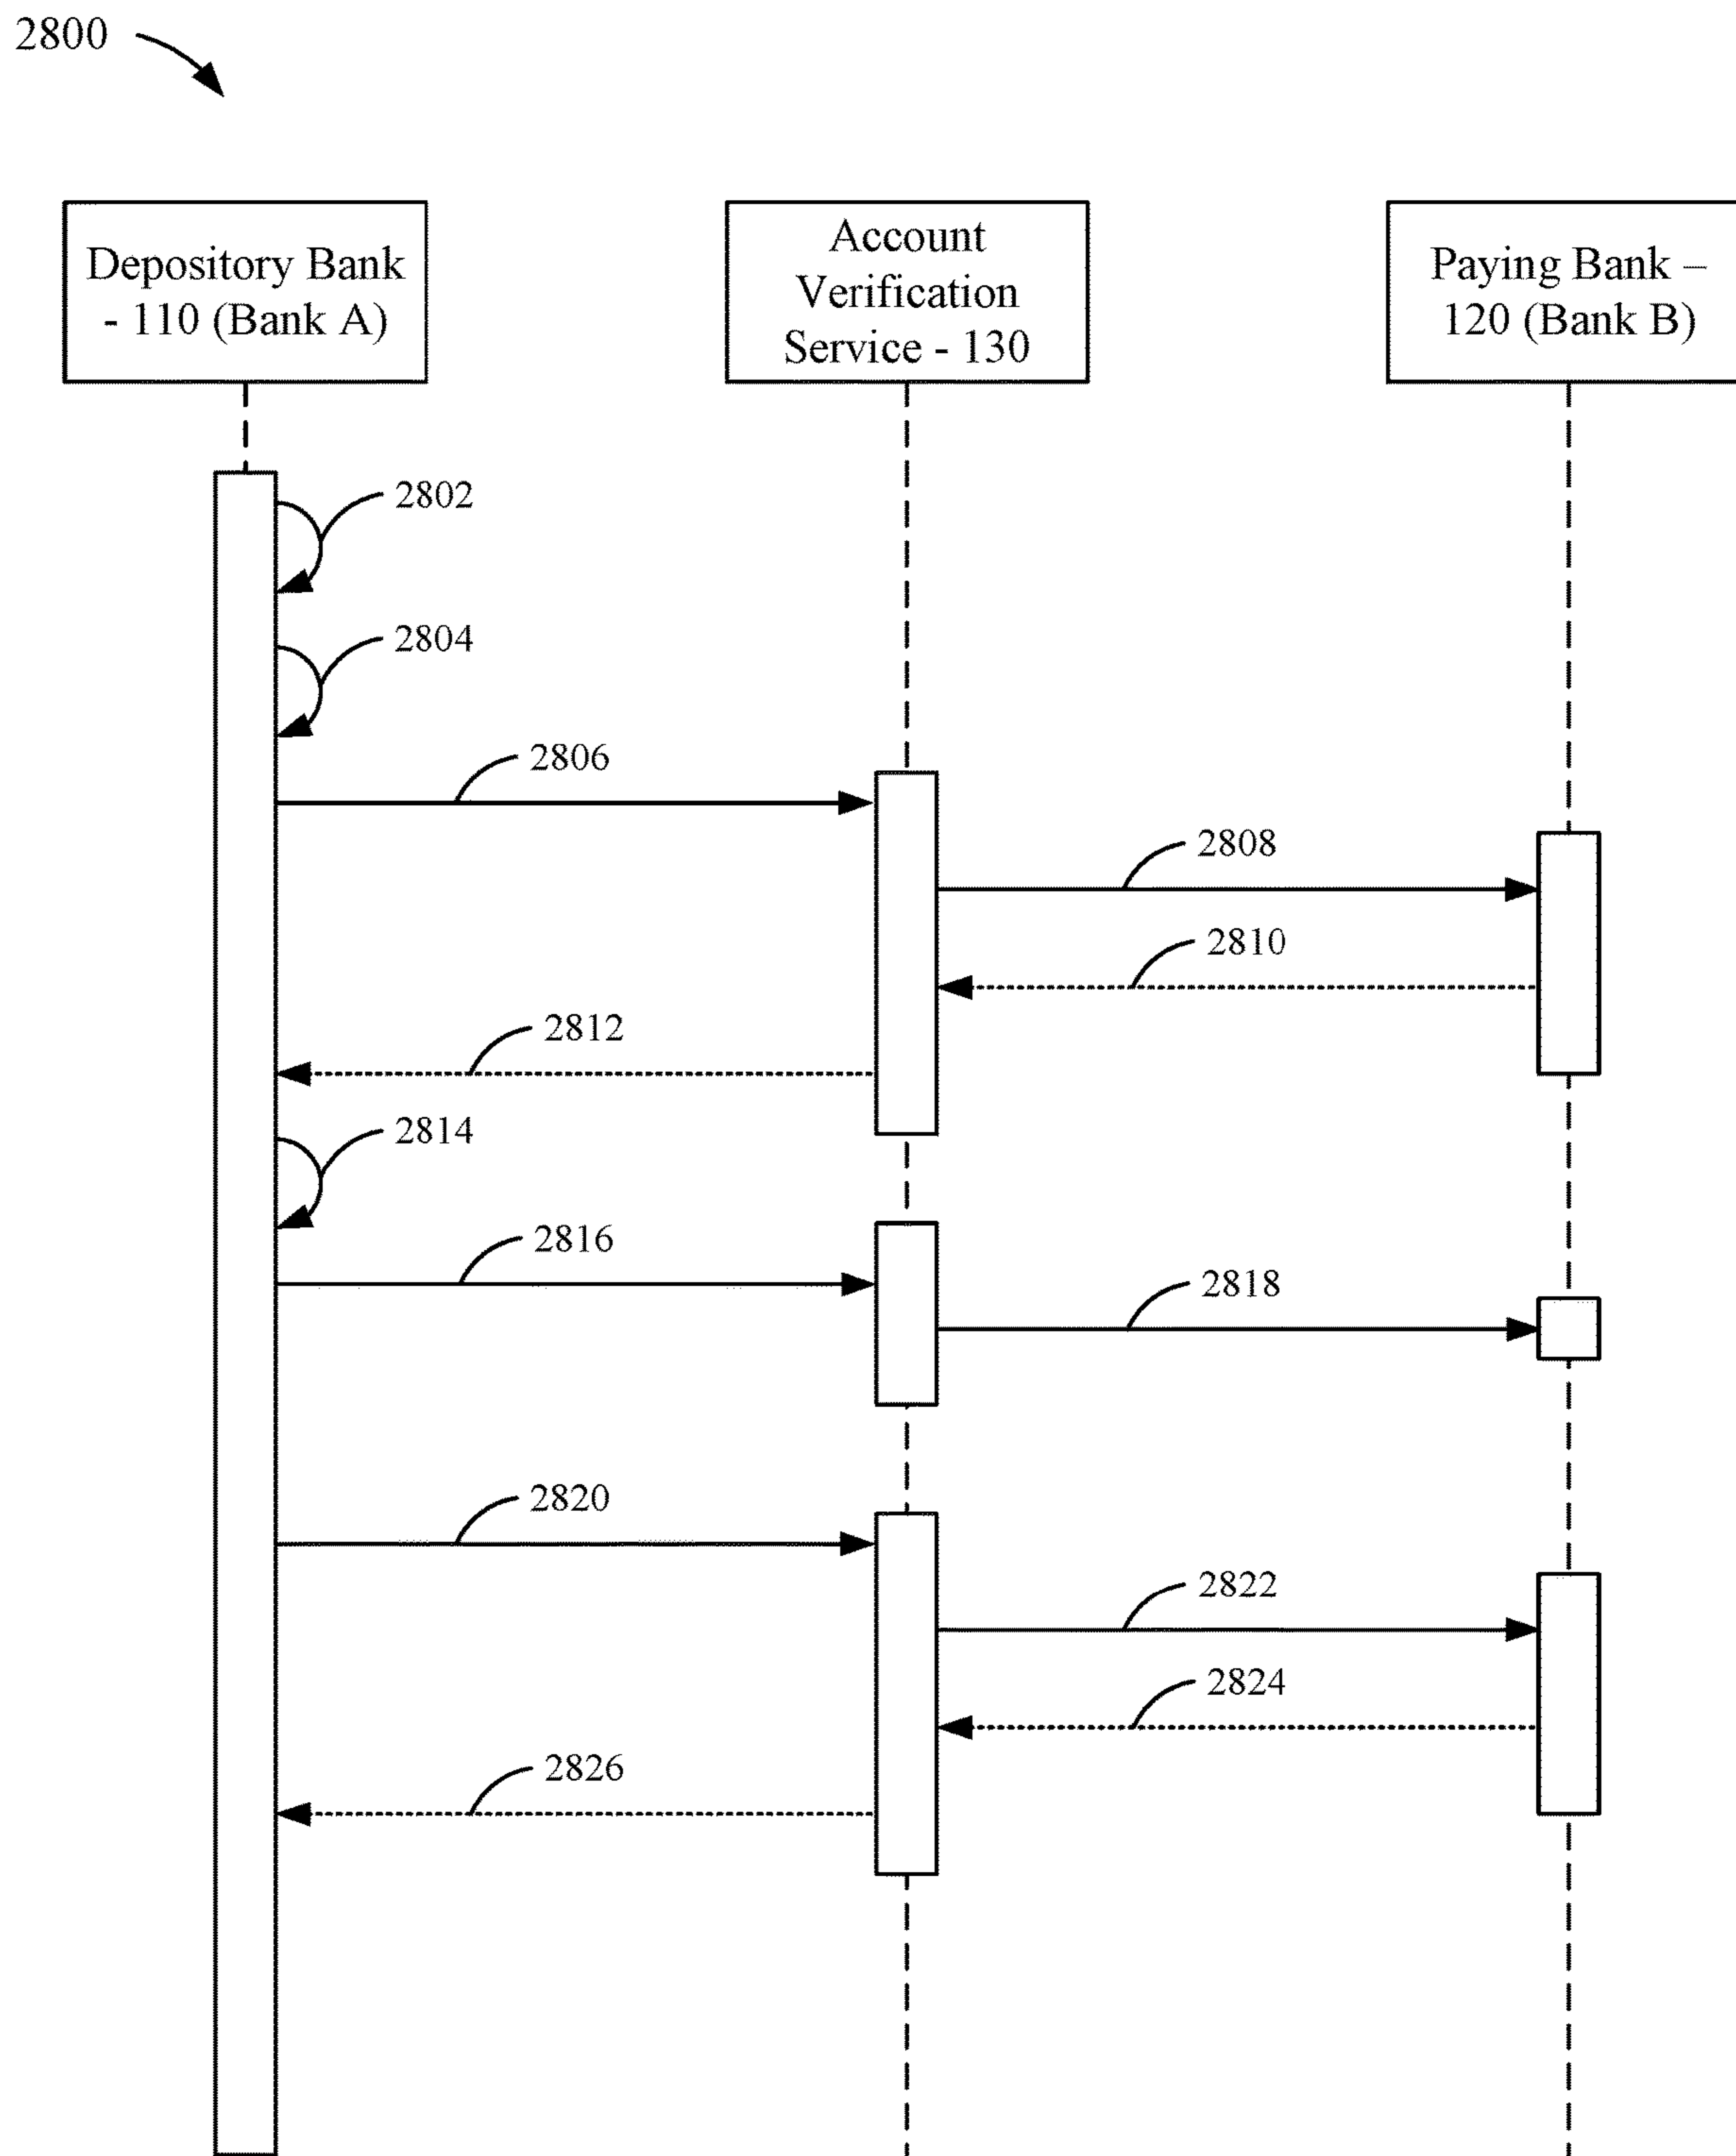 2800
Depository Bank
- 110 (Bank A)
Account
Verification
Service - 130
Paying Bank –
120 (Bank B)
2802
2804
2806
2808
2810
2812
2814
2816
2818
2820
2822
2824
2826